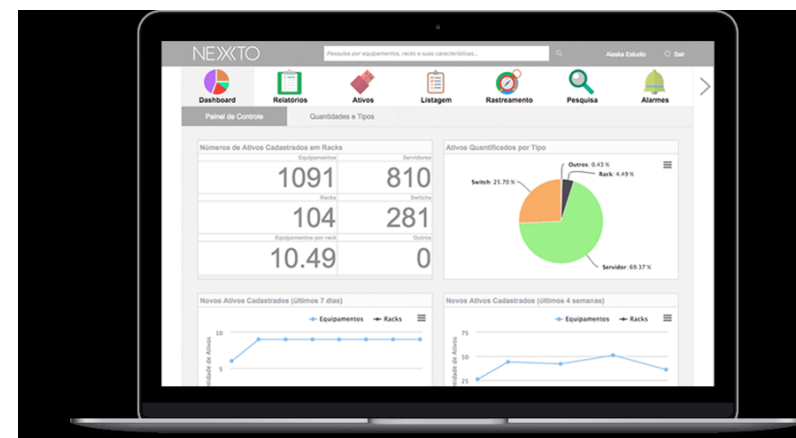 NEXXTO
Pesquise por equipamentos, racks e suas características...
Alaska Estudio
Sair
Dashboard
Relatórios
Ativos
Listagem
Rastreamento
Pesquisa
Alarmes
Painel de Controle
Quantidades e Tipos
Números de Ativos Cadastrados em Racks
Equipamentos
Servidores
1091
810
Racks
Switchs
104
281
Equipamentos por rack
Outros
10.49
0
Ativos Quantificados por Tipo
Outros: 0.43 %
Rack: 4.49 %
Switch: 25.70 %
Servidor: 69.37 %
Novos Ativos Cadastrados (últimos 7 dias)
Equipamentos
Racks
10
5
Novos Ativos Cadastrados (últimos 4 semanas)
Equipamentos
Racks
75
50
25